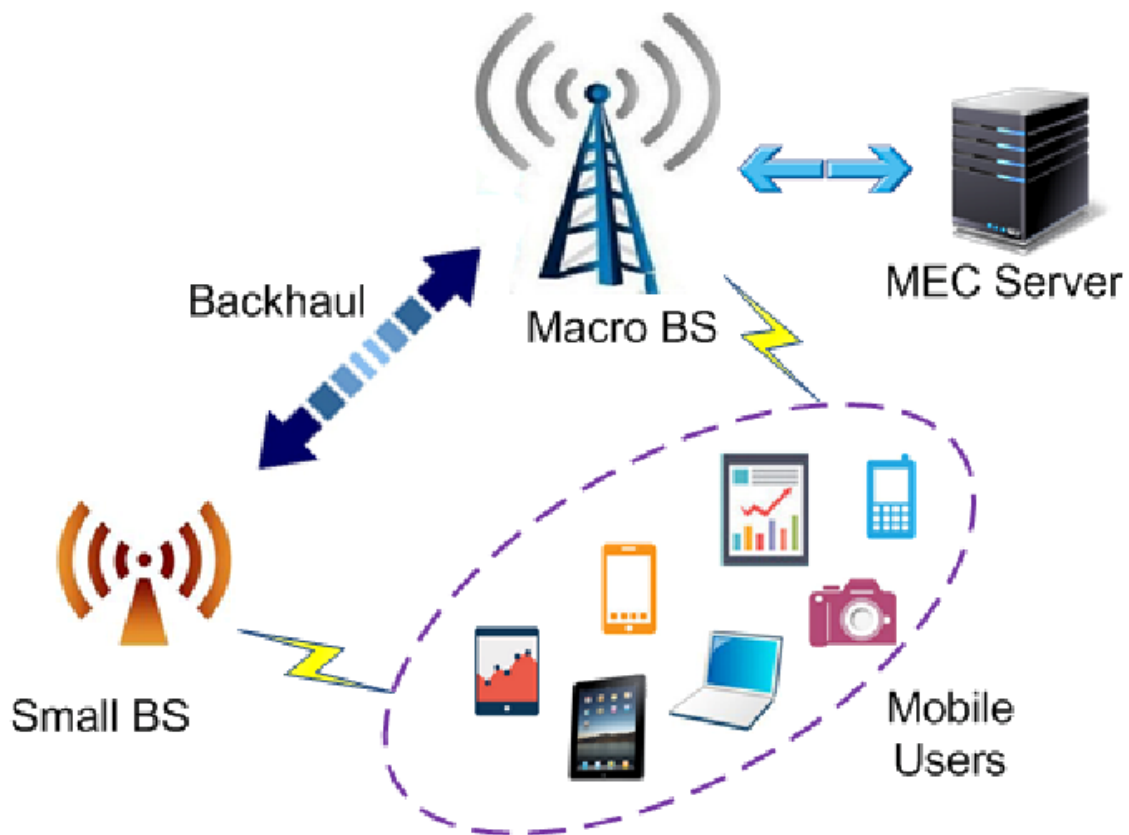 MEC Server
Backhaul
Macro BS
Small BS
Mobile
Users